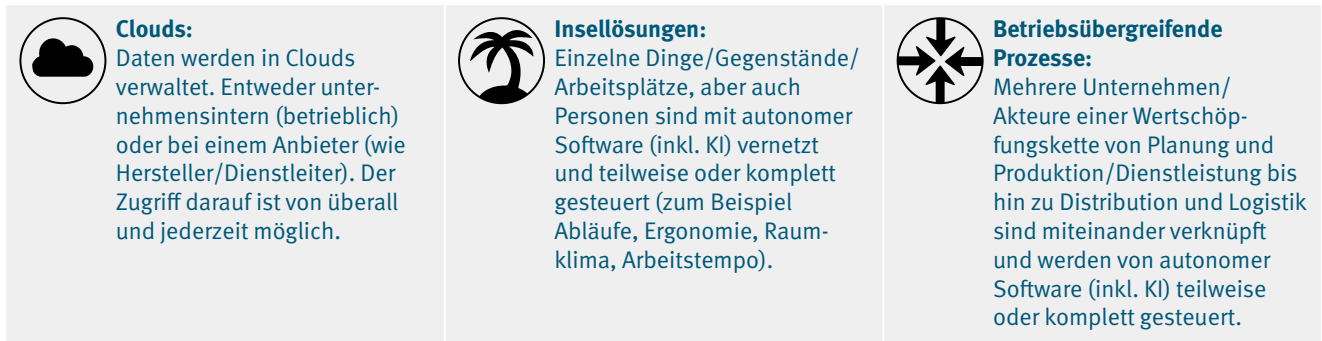 Clouds:
Daten werden in Clouds
verwaltet. Entweder unter-
nehmensintern (betrieblich)
oder bei einem Anbieter (wie
Hersteller/Dienstleiter). Der
Zugriff darauf ist von überall
und jederzeit möglich.
Insellösungen:
Einzelne Dinge/Gegenstände/
Arbeitsplätze, aber auch
Personen sind mit autonomer
Software (inkl. KI) vernetzt
und teilweise oder komplett
gesteuert (zum Beispiel
Abläufe, Ergonomie, Raum-
klima, Arbeitstempo).
Betriebsübergreifende
Prozesse:
Mehrere Unternehmen/
Akteure einer Wertschöp-
fungskette von Planung und
Produktion/Dienstleistung bis
hin zu Distribution und Logistik
sind miteinander verknüpft
und werden von autonomer
Software (inkl. KI) teilweise
oder komplett gesteuert.